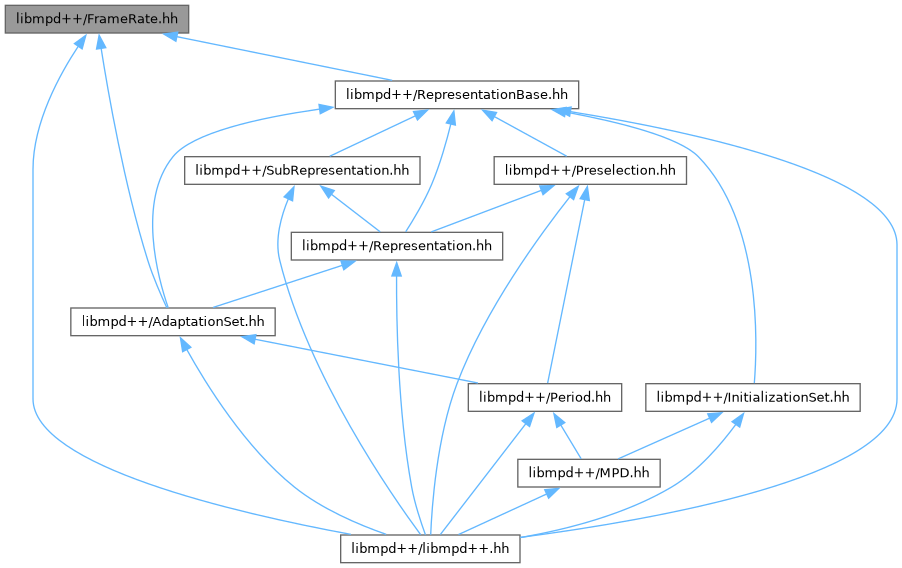 libmpd++/FrameRate.hh
libmpd++/RepresentationBase.hh
libmpd++/SubRepresentation.hh
libmpd++/Preselection.hh
libmpd++/Representation.hh
libmpd++/AdaptationSet.hh
libmpd++/Period.hh
libmpd++/InitializationSet.hh
libmpd++/MPD.hh
libmpd++/libmpd++.hh